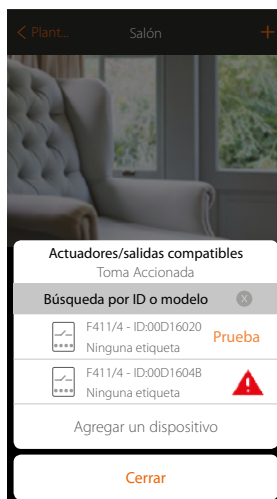 < Plant... Salón +
Actuadores/salidas compatibles
Toma Accionada
Búsqueda por ID o modelo X
F411/4 - ID:00D16020
Ninguna etiqueta
Prueba
F411/4 - ID:00D1604B
Ninguna etiqueta
Agregar un dispositivo
Cerrar